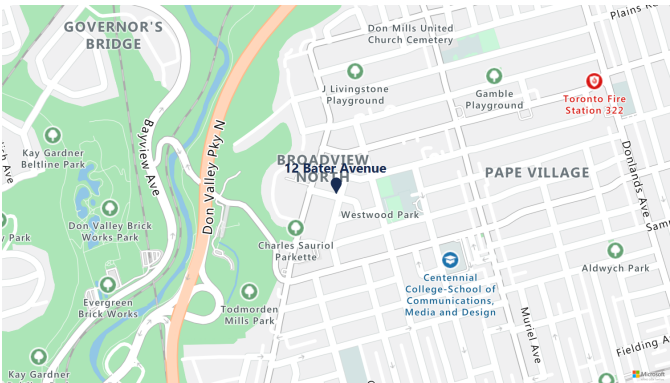 GOVERNOR'S
BRIDGE
Don Mills United
Church Cemetery
Plains Rd
J Livingstone
Playground
Gamble
Playground
Toronto Fire
Station 322
Bayview Ave
Don Valley Pky N
Kay Gardner
Beltline Park
Ave
BROADVIEW
NORTH
12 Bater Avenue
PAPE VILLAGE
Donlands Ave
Westwood Park
Park
Don Valley Brick
Works Park
Charles Sauriol
Parkette
Aldwych Park
Centennial
College-School of
Communications,
Media and Design
Evergreen
Brick Works
Todmorden
Mills Park
Muriel Ave
Fielding A
Kay Gardner
Microsoft